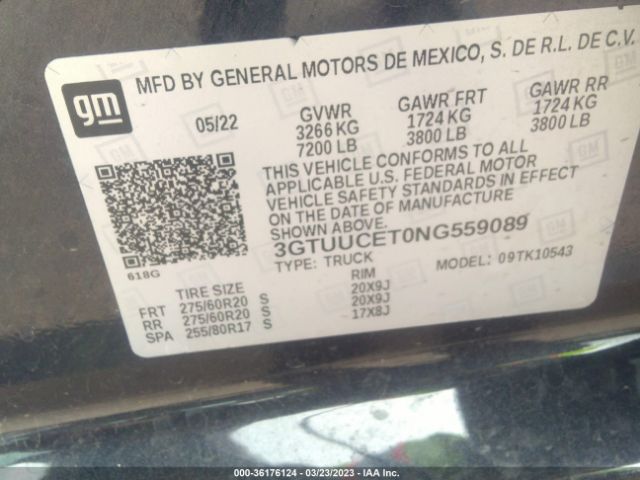 gm
MFD BY GENERAL MOTORS DE MEXICO, S. DE R.L. DE C.V.
05/22
GVWR
3266 KG
7200 LB
GAWR FRT
1724 KG
3800 LB
GAWR RR
1724 KG
3800 LB
THIS VEHICLE CONFORMS TO ALL
APPLICABLE U.S. FEDERAL MOTOR
VEHICLE SAFETY STANDARDS IN EFFECT
ON THE DATE OF MANUFACTURE
SHOWN ABOVE.
3GTUUCET0NG559089
TYPE: TRUCK
MODEL: 09TK10543
618G
TIRE SIZE
RIM
FRT 275/60R20 S 20X9J
RR 275/60R20 S 20X9J
SPA 255/80R17 S 17X8J
000-36176124 - 03/23/2023 - IAA Inc.